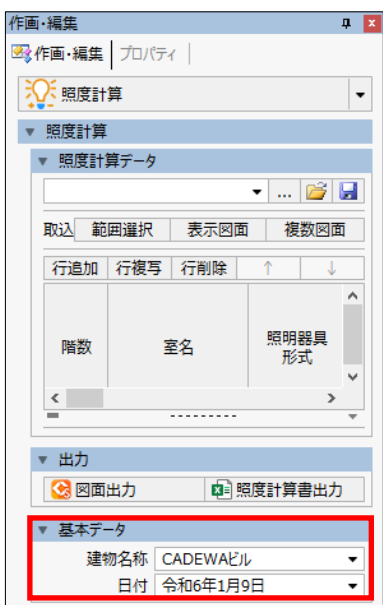 作画・編集
作画・編集 プロパティ
照度計算
照度計算
照度計算データ
...
取込 範囲選択 表示図面 複数図面
行追加 行複写 行削除 ↑ ↓
階数 室名 照明器具
形式
出力
図面出力 照度計算書出力
基本データ
建物名称 CADEWAビル
日付 令和6年1月9日